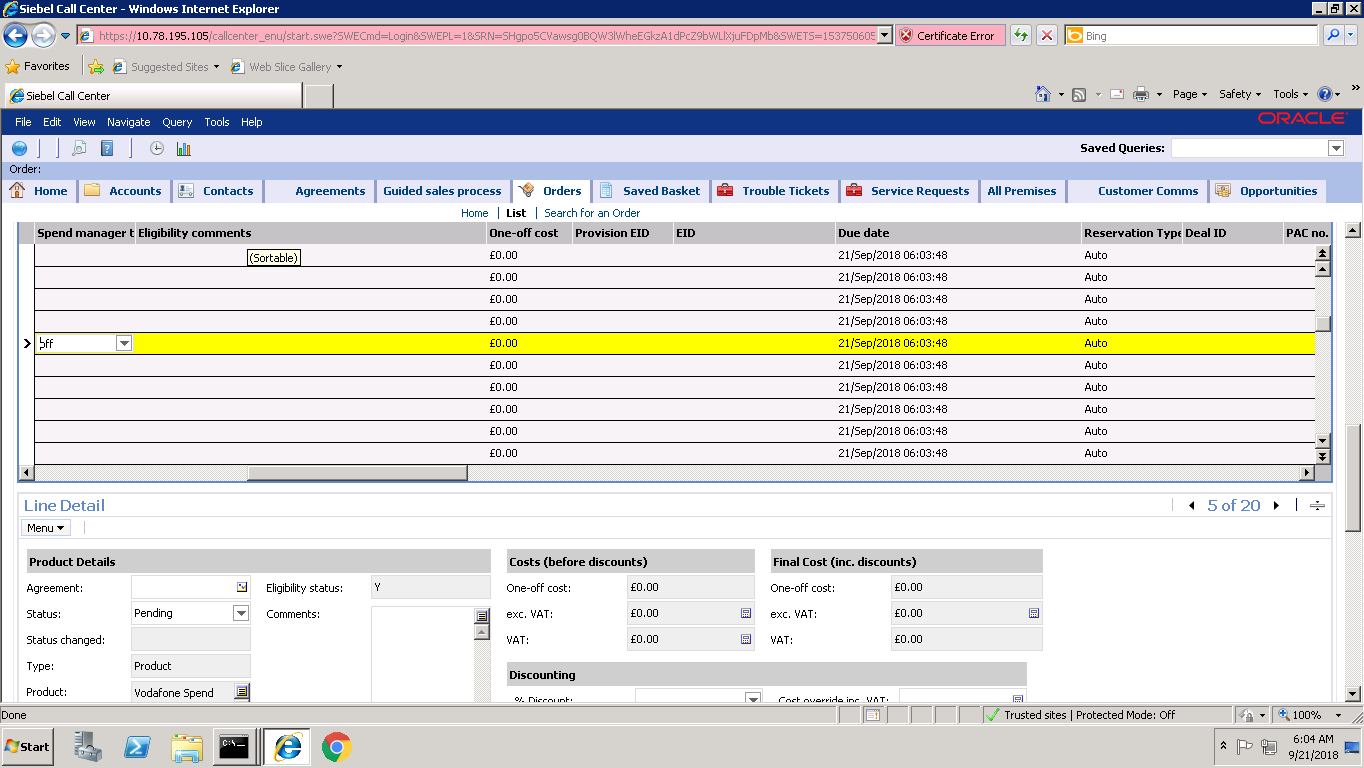 Siebel Call Center - Windows Internet Explorer
https://10.78.195.105/callcenter_enu/start.swe?SWECmd=Login&SWEPL=1&SRN=SHgpo5CVawsg0BQW3lWheEGkzA1dPcZ9bWLlXjuFDpMb&SWETS=153750605 Certificate Error Bing
Favorites Suggested Sites Web Slice Gallery
Siebel Call Center Page Safety Tools
File Edit View Navigate Query Tools Help ORACLE
Saved Queries:
Order:
Home Accounts Contacts Agreements Guided sales process Orders Saved Basket Trouble Tickets Service Requests All Premises Customer Comms Opportunities
Home List Search for an Order
Spend manager t Eligibility comments One-off cost Provision EID EID Due date Reservation Type Deal ID PAC no.
(Sortable) £0.00 21/Sep/2018 06:03:48 Auto
£0.00 21/Sep/2018 06:03:48 Auto
£0.00 21/Sep/2018 06:03:48 Auto
£0.00 21/Sep/2018 06:03:48 Auto
off £0.00 21/Sep/2018 06:03:48 Auto
£0.00 21/Sep/2018 06:03:48 Auto
£0.00 21/Sep/2018 06:03:48 Auto
£0.00 21/Sep/2018 06:03:48 Auto
£0.00 21/Sep/2018 06:03:48 Auto
£0.00 21/Sep/2018 06:03:48 Auto
Line Detail 5 of 20
Menu
Product Details Costs (before discounts) Final Cost (inc. discounts)
Agreement: Eligibility status: Y One-off cost: £0.00 One-off cost: £0.00
Status: Pending Comments: exc. VAT: £0.00 exc. VAT: £0.00
Status changed: VAT: £0.00 VAT: £0.00
Type: Product
Discounting
Product: Vodafone Spend % Discount: Cost override inc. VAT:
Done Trusted sites | Protected Mode: Off 100%
Start C:\ 6:04 AM
9/21/2018